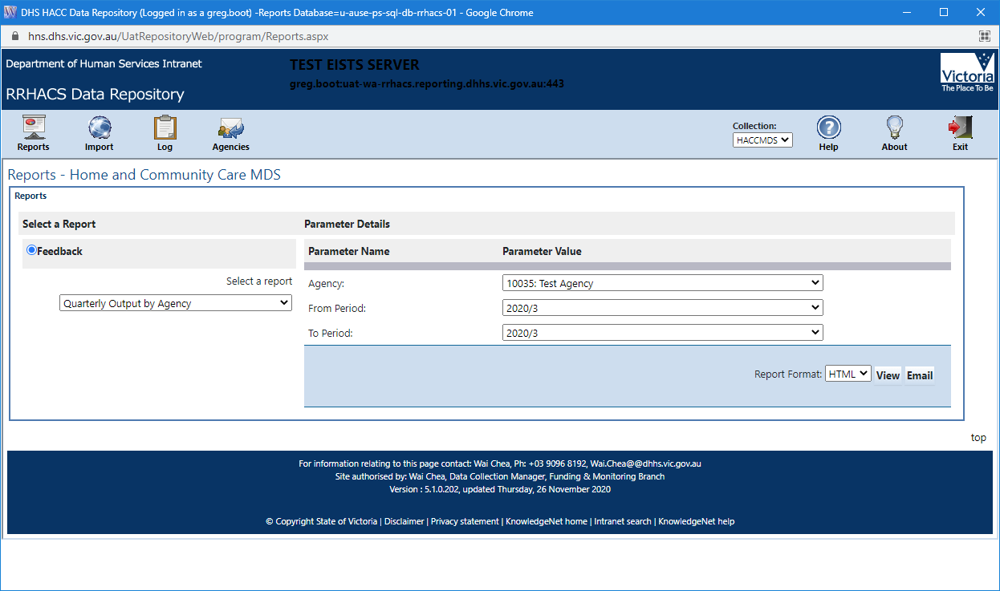 DHS HACC Data Repository (Logged in as a greg.boot) -Reports Database=u-ause-ps-sql-db-rrhacs-01 - Google Chrome
hns.dhs.vic.gov.au/UatRepositoryWeb/program/Reports.aspx
Department of Human Services Intranet
TEST EISTS SERVER
greg.boot:uat-wa-rrhacs.reporting.dhhs.vic.gov.au:443
RRHACS Data Repository
Victoria
The Place To Be
Reports Import Log Agencies
Collection:
HACCMDS
Help About Exit
Reports - Home and Community Care MDS
Reports
Select a Report
Parameter Details
Feedback
Parameter Name Parameter Value
Select a report
Quarterly Output by Agency
Agency: 10035: Test Agency
From Period: 2020/3
To Period: 2020/3
Report Format: HTML View Email
top
For information relating to this page contact: Wai Chea, Ph: +03 9096 8192, Wai.Chea@@dhhs.vic.gov.au
Site authorised by: Wai Chea, Data Collection Manager, Funding & Monitoring Branch
Version : 5.1.0.202, updated Thursday, 26 November 2020
© Copyright State of Victoria | Disclaimer | Privacy statement | KnowledgeNet home | Intranet search | KnowledgeNet help